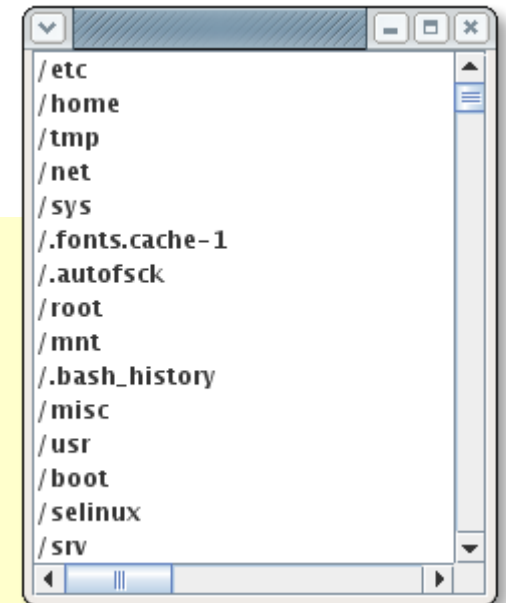 /etc
/home
/tmp
/net
/sys
/.fonts.cache-1
/.autofsck
/root
/mnt
/.bash_history
/misc
/usr
/boot
/selinux
/srv